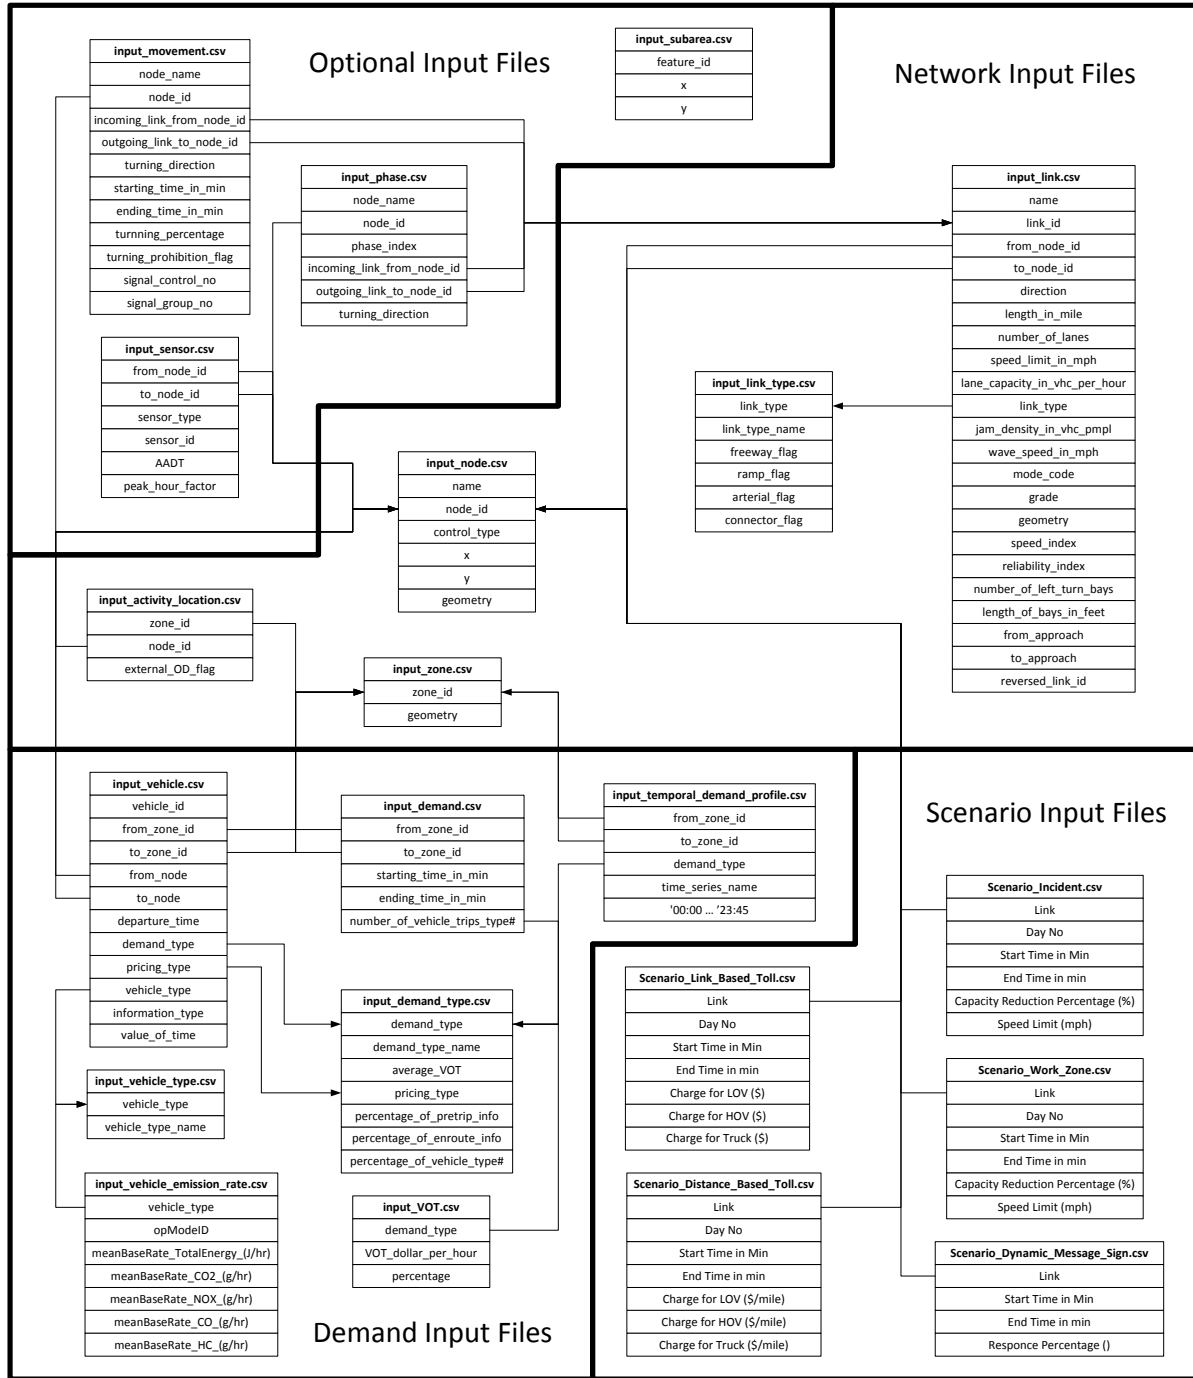 Optional Input Files
input_movement.csv
node_name
node_id
incoming_link_from_node_id
outgoing_link_to_node_id
turning_direction
starting_time_in_min
ending_time_in_min
turnning_percentage
turning_prohibition_flag
signal_control_no
signal_group_no
input_phase.csv
node_name
node_id
phase_index
incoming_link_from_node_id
outgoing_link_to_node_id
turning_direction
input_sensor.csv
from_node_id
to_node_id
sensor_type
sensor_id
AADT
peak_hour_factor
input_subarea.csv
feature_id
x
y
Network Input Files
input_link.csv
name
link_id
from_node_id
to_node_id
direction
length_in_mile
number_of_lanes
speed_limit_in_mph
lane_capacity_in_vhc_per_hour
link_type
jam_density_in_vhc_pmpl
wave_speed_in_mph
mode_code
grade
geometry
speed_index
reliability_index
number_of_left_turn_bays
length_of_bays_in_feet
from_approach
to_approach
reversed_link_id
input_link_type.csv
link_type
link_type_name
freeway_flag
ramp_flag
arterial_flag
connector_flag
input_node.csv
name
node_id
control_type
x
y
geometry
input_activity_location.csv
zone_id
node_id
external_OD_flag
input_zone.csv
zone_id
geometry
input_vehicle.csv
vehicle_id
from_zone_id
to_zone_id
from_node
to_node
departure_time
demand_type
pricing_type
vehicle_type
information_type
value_of_time
input_demand.csv
from_zone_id
to_zone_id
starting_time_in_min
ending_time_in_min
number_of_vehicle_trips_type#
input_temporal_demand_profile.csv
from_zone_id
to_zone_id
demand_type
time_series_name
'00:00 ... '23:45
input_demand_type.csv
demand_type
demand_type_name
average_VOT
pricing_type
percentage_of_pretrip_info
percentage_of_enroute_info
percentage_of_vehicle_type#
input_vehicle_type.csv
vehicle_type
vehicle_type_name
input_vehicle_emission_rate.csv
vehicle_type
opModeID
meanBaseRate_TotalEnergy_(J/hr)
meanBaseRate_CO2_(g/hr)
meanBaseRate_NOX_(g/hr)
meanBaseRate_CO_(g/hr)
meanBaseRate_HC_(g/hr)
input_VOT.csv
demand_type
VOT_dollar_per_hour
percentage
Demand Input Files
Scenario Input Files
Scenario_Incident.csv
Link
Day No
Start Time in Min
End Time in min
Capacity Reduction Percentage (%)
Speed Limit (mph)
Scenario_Link_Based_Toll.csv
Link
Day No
Start Time in Min
End Time in min
Charge for LOV ($)
Charge for HOV ($)
Charge for Truck ($)
Scenario_Work_Zone.csv
Link
Day No
Start Time in Min
End Time in min
Capacity Reduction Percentage (%)
Speed Limit (mph)
Scenario_Distance_Based_Toll.csv
Link
Day No
Start Time in Min
End Time in min
Charge for LOV ($/mile)
Charge for HOV ($/mile)
Charge for Truck ($/mile)
Scenario_Dynamic_Message_Sign.csv
Link
Start Time in Min
End Time in min
Responce Percentage ()